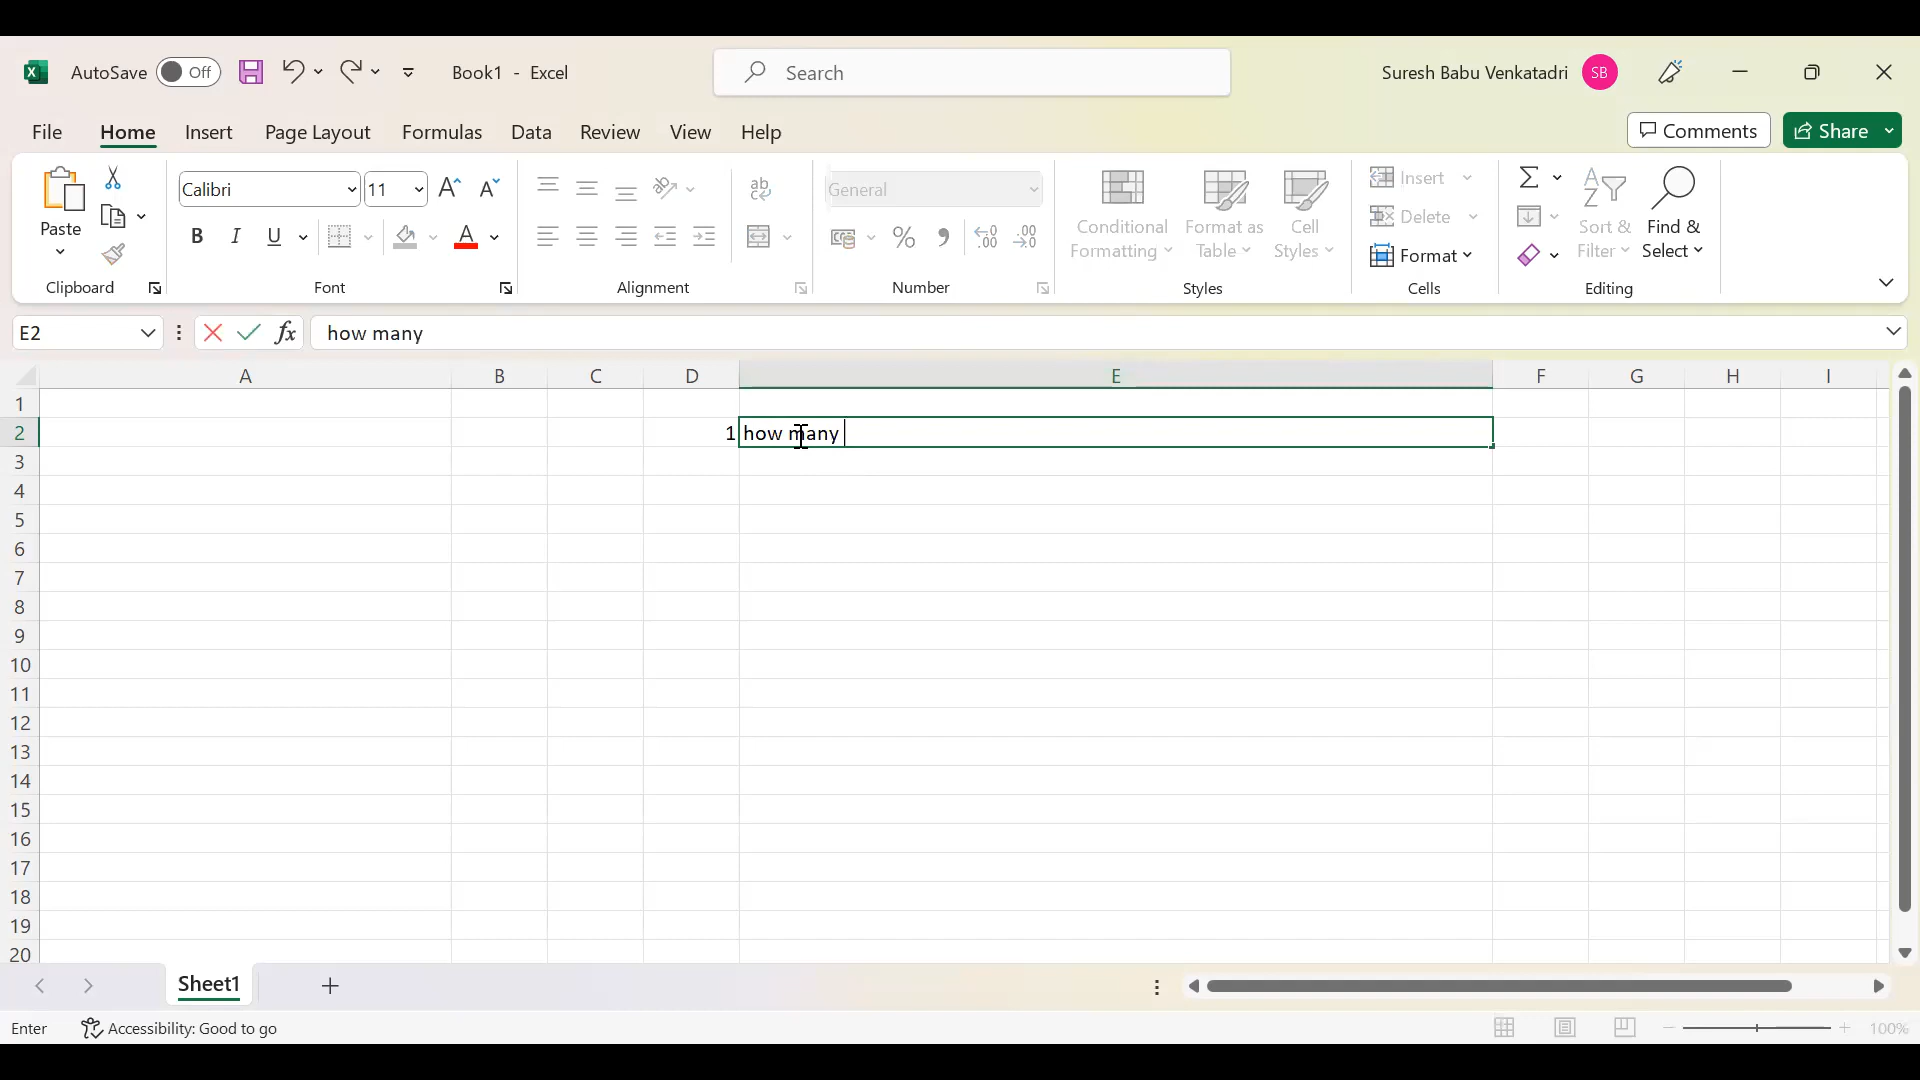 AutoSave Off Book1 - Excel Search Suresh Babu Venkatadri SB
File Home Insert Page Layout Formulas Data Review View Help Comments Share
Paste
Clipboard
Calibri 11 A A
B I U A
Font
ab
Alignment
General
% 9 .00
Number
Conditional Formatting
Format as Table
Cell Styles
Styles
Insert
Delete
Format
Cells
Sort & Filter
Find & Select
Editing
E2 fx how many
A B C D E F G H I
1
2 1 how many
3
4
5
6
7
8
9
10
11
12
13
14
15
16
17
18
19
20
Sheet1
Enter Accessibility: Good to go 100%